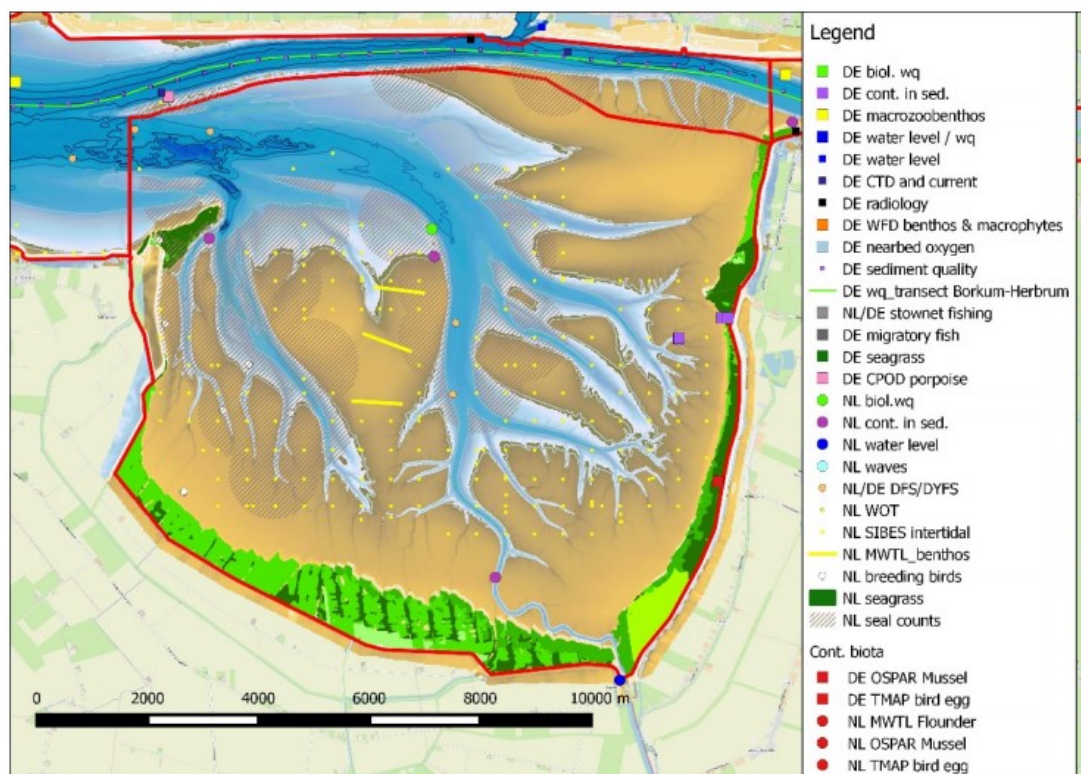 Legend
DE biol. wq
DE cont. in sed.
DE macrozoobenthos
DE water level / wq
DE water level
DE CTD and current
DE radiology
DE WFD benthos & macrophytes
DE nearbed oxygen
DE sediment quality
DE wq_transect Borkum-Herbrum
NL/DE stownet fishing
DE migratory fish
DE seagrass
DE CPOD porpoise
NL biol.wq
NL cont. in sed.
NL water level
NL waves
NL/DE DFS/DYFS
NL WOT
NL SIBES intertidal
NL MWTL_benthos
NL breeding birds
NL seagrass
NL seal counts
Cont. biota
DE OSPAR Mussel
DE TMAP bird egg
NL MWTL Flounder
NL OSPAR Mussel
NL TMAP bird egg
0 2000 4000 6000 8000 10000 m